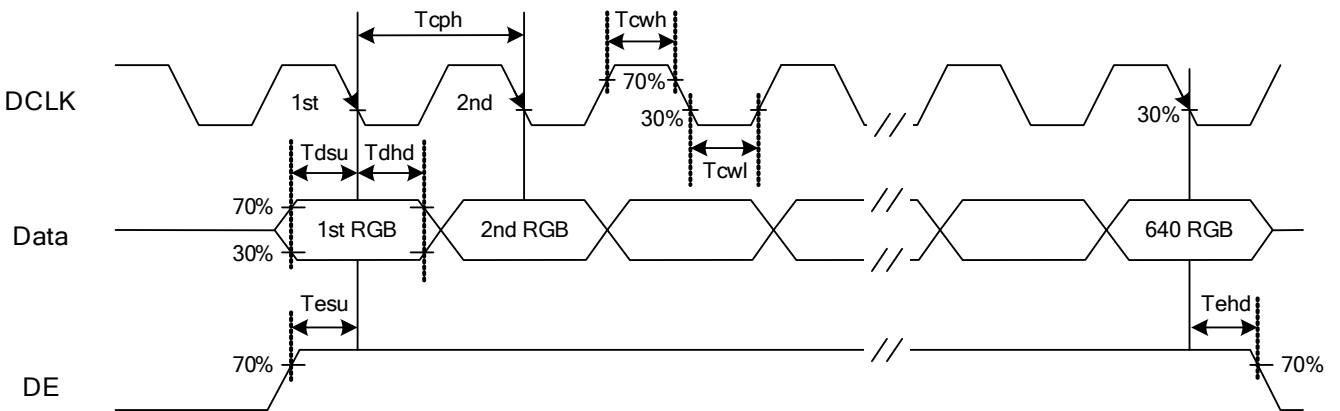 Tcph
Tcwh
DCLK
1st
2nd
70%
30%
30%
Tdsu
Tdhd
Tcwl
70%
Data
1st RGB
2nd RGB
640 RGB
30%
Tesu
Tehd
70%
70%
DE